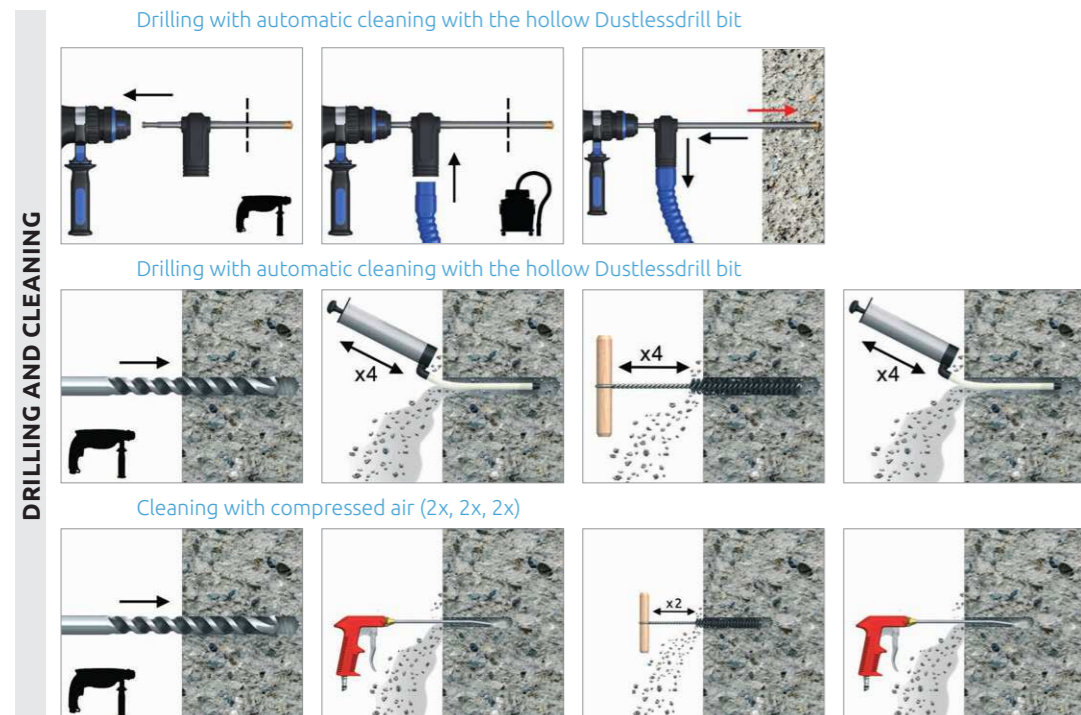 DRILLING AND CLEANING
Drilling with automatic cleaning with the hollow Dustlessdrill bit
Drilling with automatic cleaning with the hollow Dustlessdrill bit
x4
x4
x4
Cleaning with compressed air (2x, 2x, 2x)
x2